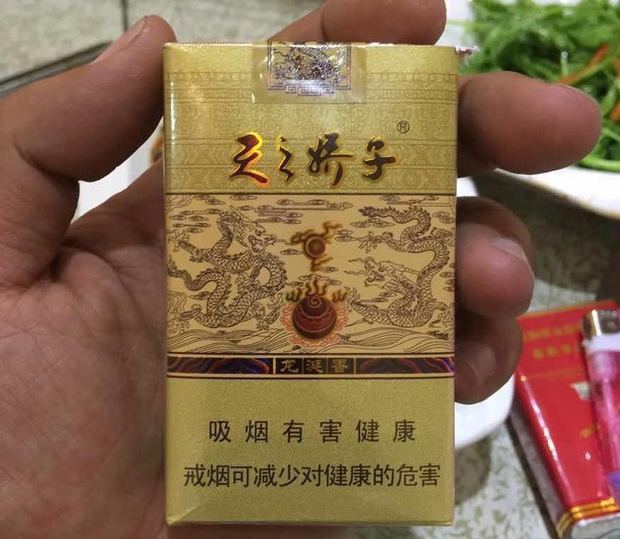 天之骄子®
龙涎香
吸烟有害健康
戒烟可减少对健康的危害